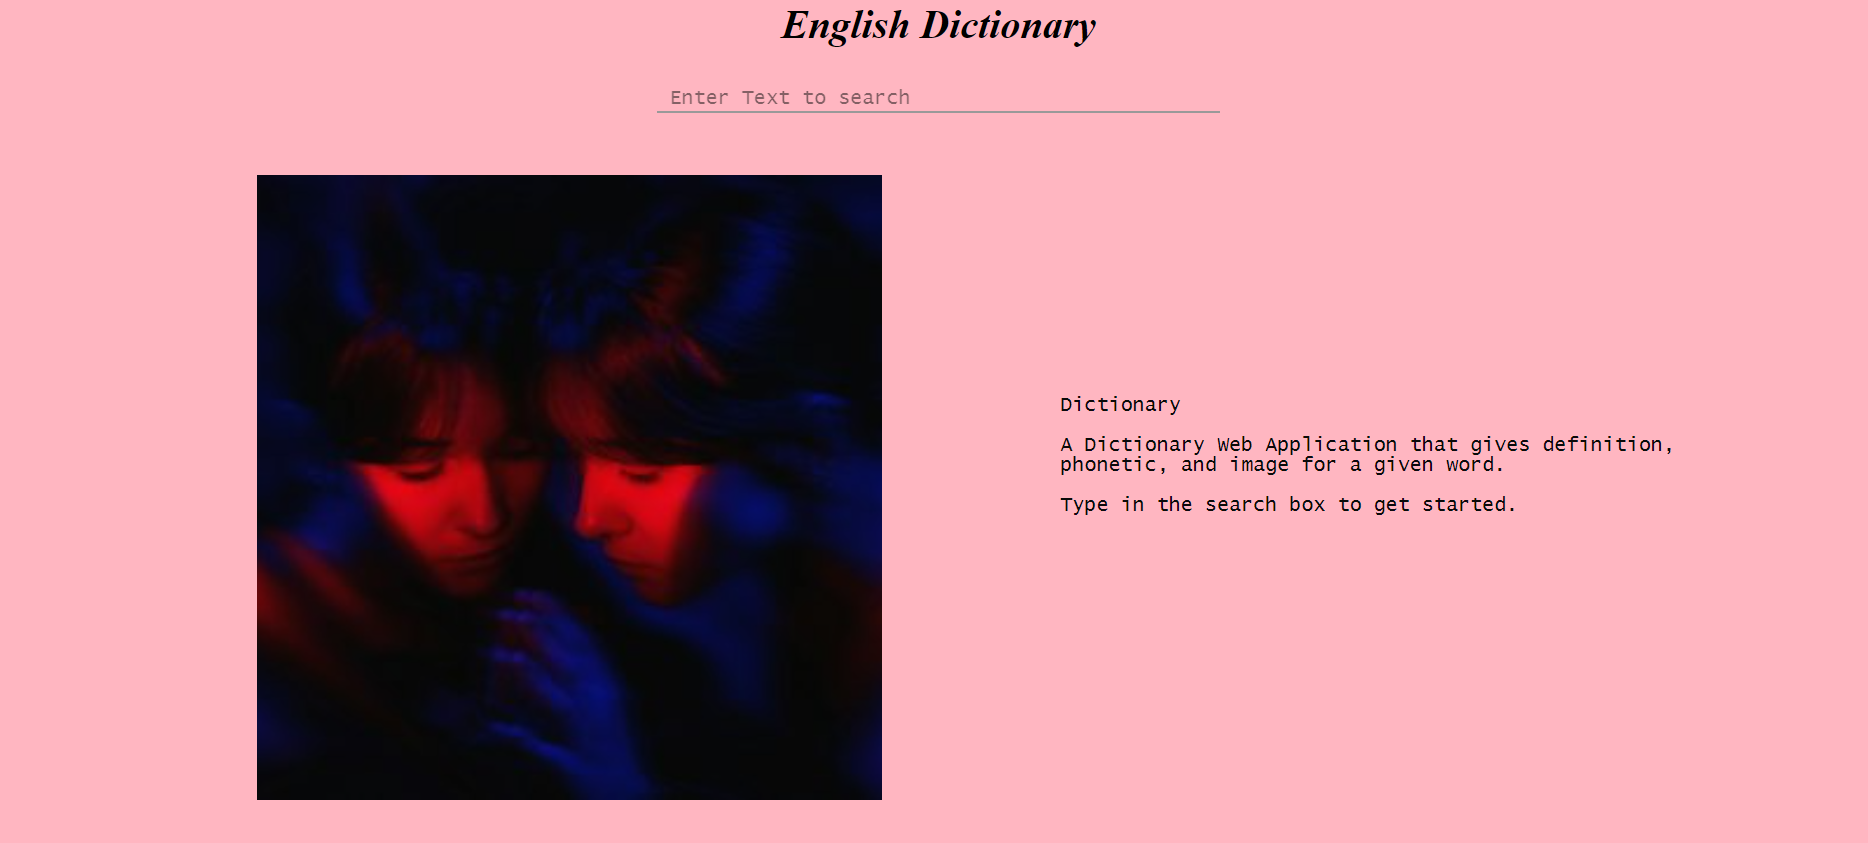 English Dictionary
Enter Text to search
Dictionary
A Dictionary Web Application that gives definition,
phonetic, and image for a given word.
Type in the search box to get started.